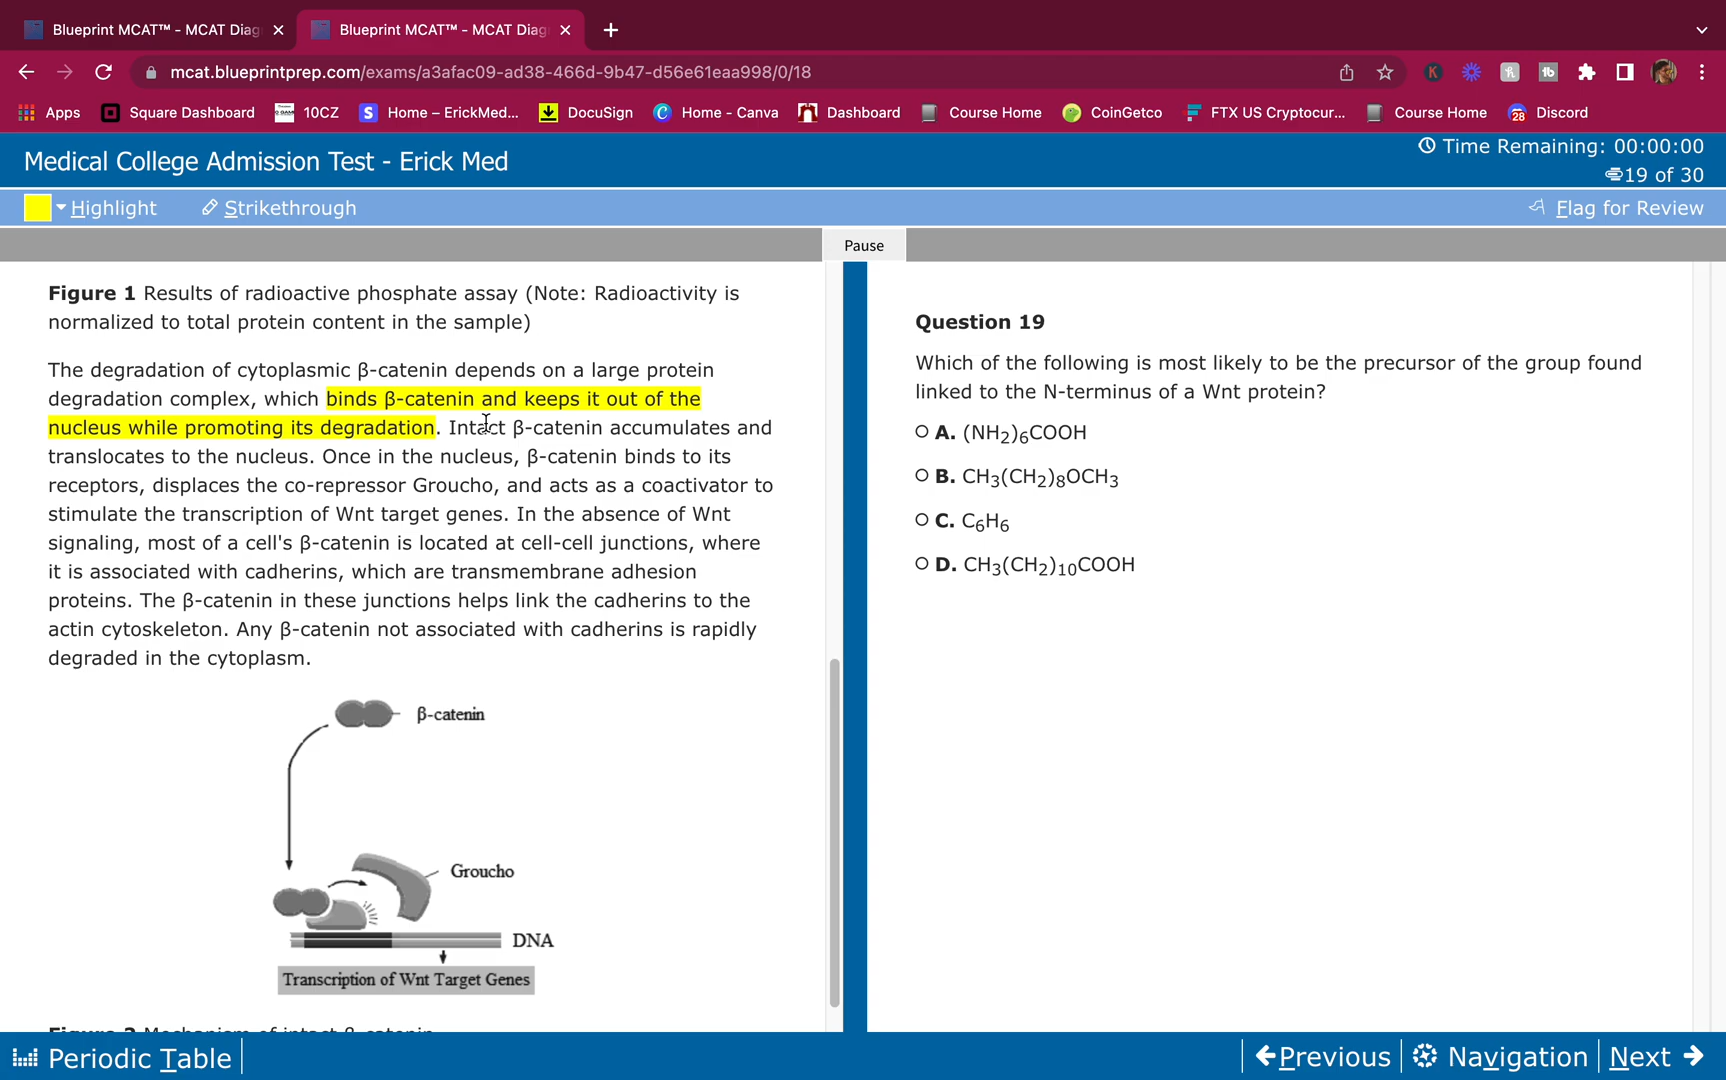 Blueprint MCAT™ - MCAT Diag
Blueprint MCAT™ - MCAT Diag
mcat.blueprintprep.com/exams/a3afac09-ad38-466d-9b47-d56e61eaa998/0/18
Apps
Square Dashboard
10CZ
Home – ErickMed...
DocuSign
Home - Canva
Dashboard
Course Home
CoinGetco
FTX US Cryptocur...
Course Home
28
Discord
Medical College Admission Test - Erick Med
Time Remaining: 00:00:00
19 of 30
Highlight
Strikethrough
Flag for Review
Pause
Figure 1 Results of radioactive phosphate assay (Note: Radioactivity is
normalized to total protein content in the sample)
The degradation of cytoplasmic β-catenin depends on a large protein
degradation complex, which binds β-catenin and keeps it out of the
nucleus while promoting its degradation. Intact β-catenin accumulates and
translocates to the nucleus. Once in the nucleus, β-catenin binds to its
receptors, displaces the co-repressor Groucho, and acts as a coactivator to
stimulate the transcription of Wnt target genes. In the absence of Wnt
signaling, most of a cell's β-catenin is located at cell-cell junctions, where
it is associated with cadherins, which are transmembrane adhesion
proteins. The β-catenin in these junctions helps link the cadherins to the
actin cytoskeleton. Any β-catenin not associated with cadherins is rapidly
degraded in the cytoplasm.
β-catenin
Groucho
DNA
Transcription of Wnt Target Genes
Figure 2 Mechanism of intact β-catenin
Question 19
Which of the following is most likely to be the precursor of the group found
linked to the N-terminus of a Wnt protein?
A. (NH₂)₆COOH
B. CH₃(CH₂)₈OCH₃
C. C₆H₆
D. CH₃(CH₂)₁₀COOH
Periodic Table
Previous
Navigation
Next